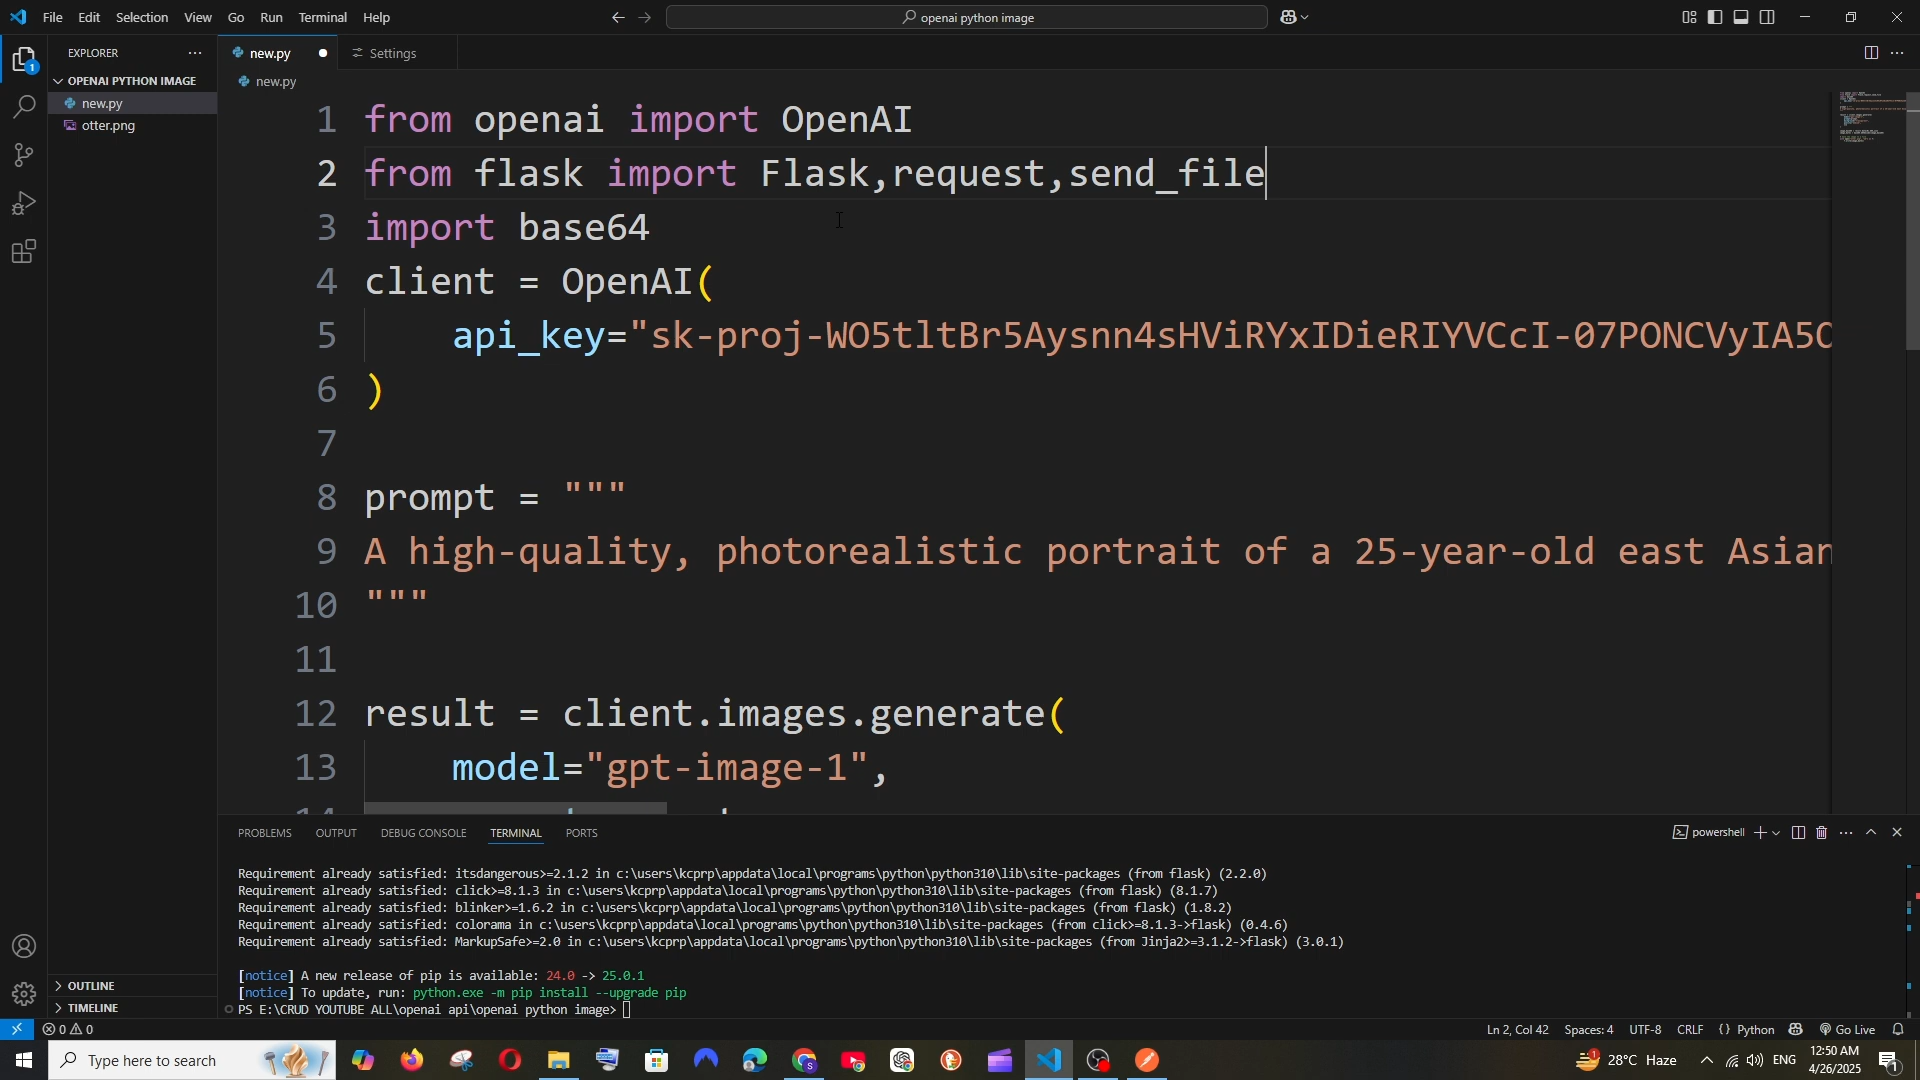 File Edit Selection View Go Run Terminal Help
openai python image
EXPLORER
new.py
Settings
OPENAI PYTHON IMAGE
new.py
new.py
otter.png
1
1 from openai import OpenAI
2 from flask import Flask,request,send_file
3 import base64
4 client = OpenAI(
5 api_key="sk-proj-WO5tltBr5Aysnn4sHViRYxIDieRIYVCcI-07PONCVyIA5
6 )
7
8 prompt = """
9 A high-quality, photorealistic portrait of a 25-year-old east Asian
10 """
11
12 result = client.images.generate(
13 model="gpt-image-1",
PROBLEMS OUTPUT DEBUG CONSOLE TERMINAL PORTS
powershell
Requirement already satisfied: itsdangerous>=2.1.2 in c:\users\kcprp\appdata\local\programs\python\python310\lib\site-packages (from flask) (2.2.0)
Requirement already satisfied: click>=8.1.3 in c:\users\kcprp\appdata\local\programs\python\python310\lib\site-packages (from flask) (8.1.7)
Requirement already satisfied: blinker>=1.6.2 in c:\users\kcprp\appdata\local\programs\python\python310\lib\site-packages (from flask) (1.8.2)
Requirement already satisfied: colorama in c:\users\kcprp\appdata\local\programs\python\python310\lib\site-packages (from click>=8.1.3->flask) (0.4.6)
Requirement already satisfied: MarkupSafe>=2.0 in c:\users\kcprp\appdata\local\programs\python\python310\lib\site-packages (from Jinja2>=3.1.2->flask) (3.0.1)
[notice] A new release of pip is available: 24.0 -> 25.0.1
[notice] To update, run: python.exe -m pip install --upgrade pip
PS E:\CRUD YOUTUBE ALL\openai api\openai python image>
OUTLINE
TIMELINE
0 0
Ln 2, Col 42 Spaces: 4 UTF-8 CRLF {} Python Go Live
Type here to search
28°C Haze
ENG
12:50 AM
4/26/2025
1